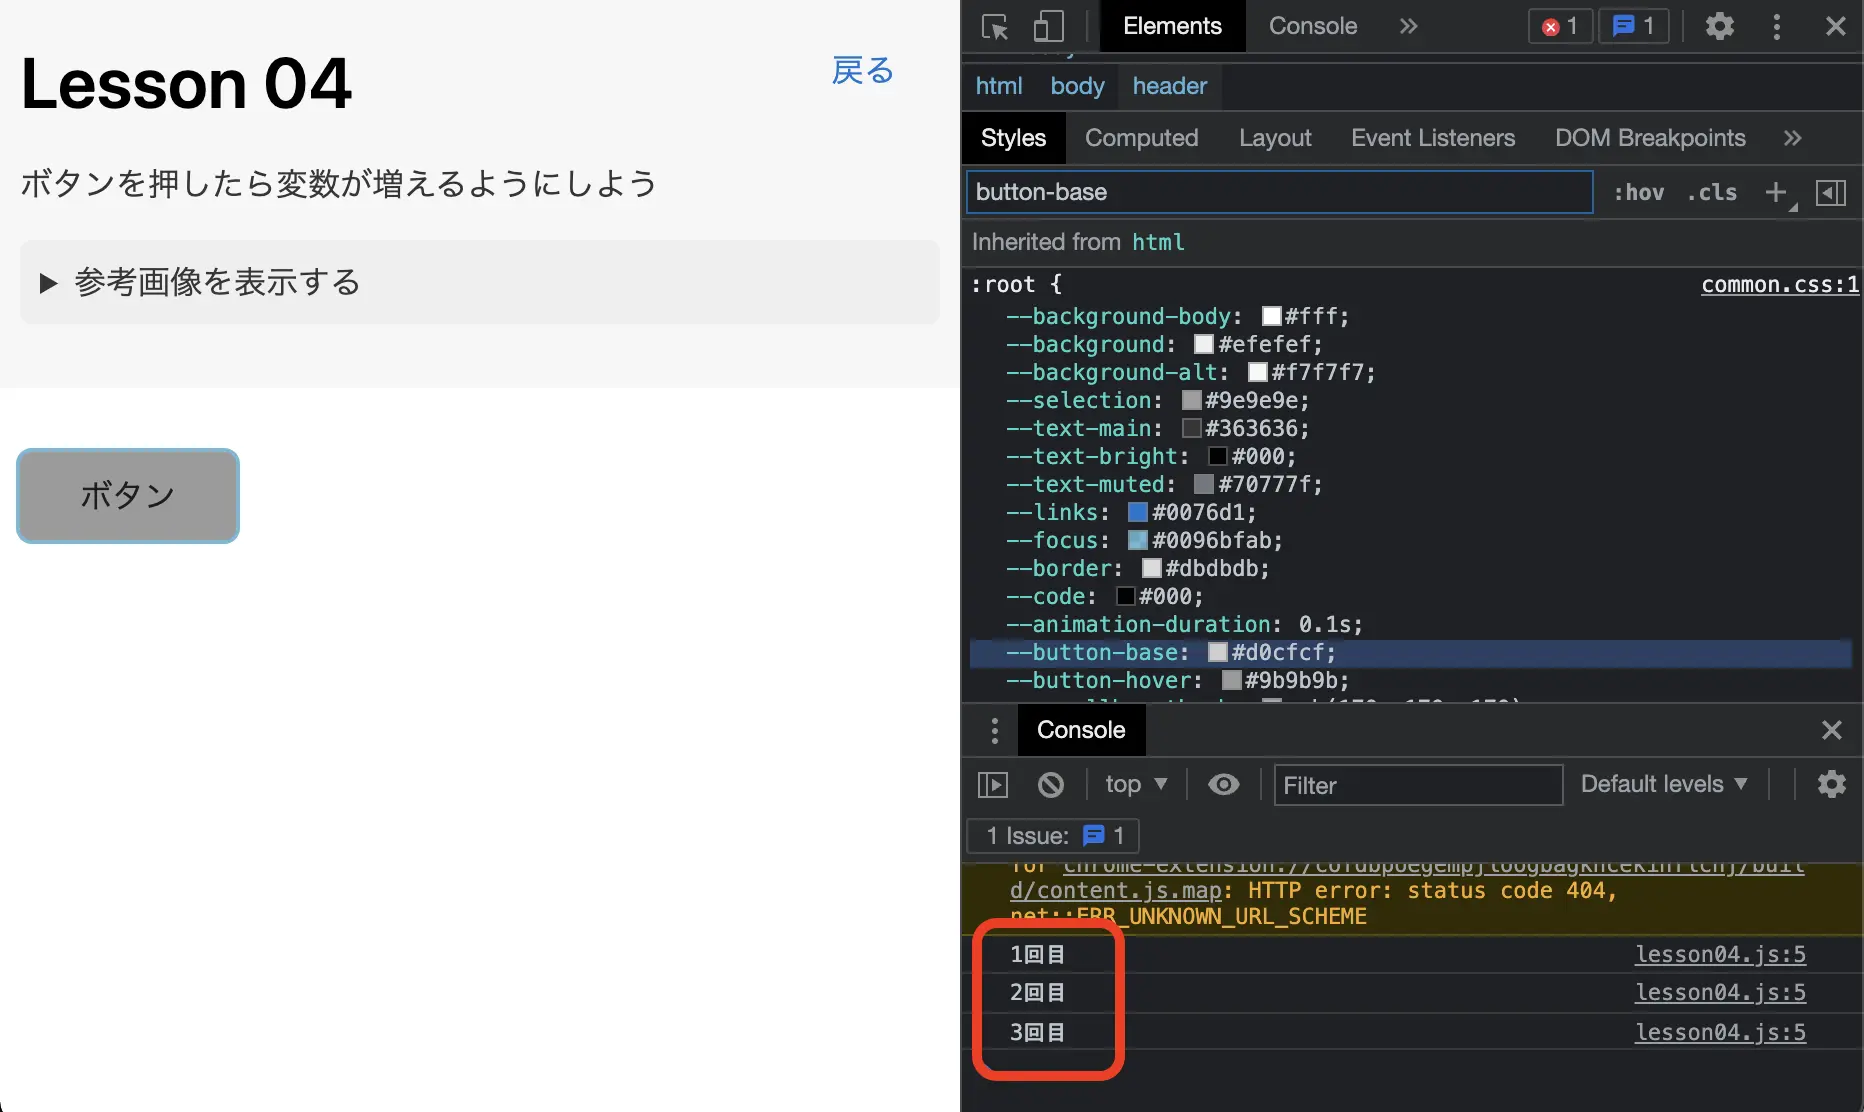 Lesson 04
戻る
ボタンを押したら変数が増えるようにしよう
▶ 参考画像を表示する
ボタン
Elements
Console
»
1
1
html body header
Styles Computed Layout Event Listeners DOM Breakpoints »
button-base
:hov .cls +
Inherited from html
:root {
common.css:1
--background-body: #fff;
--background: #efefef;
--background-alt: #f7f7f7;
--selection: #9e9e9e;
--text-main: #363636;
--text-bright: #000;
--text-muted: #70777f;
--links: #0076d1;
--focus: #0096bfab;
--border: #dbdbdb;
--code: #000;
--animation-duration: 0.1s;
--button-base: #d0cfcf;
--button-hover: #9b9b9b;
Console
top ▼
Filter
Default levels ▼
1 Issue: 1
for chrome-extension://
d/content.js.map: HTTP error: status code 404,
net::ERR_UNKNOWN_URL_SCHEME
1回目 lesson04.js:5
2回目 lesson04.js:5
3回目 lesson04.js:5